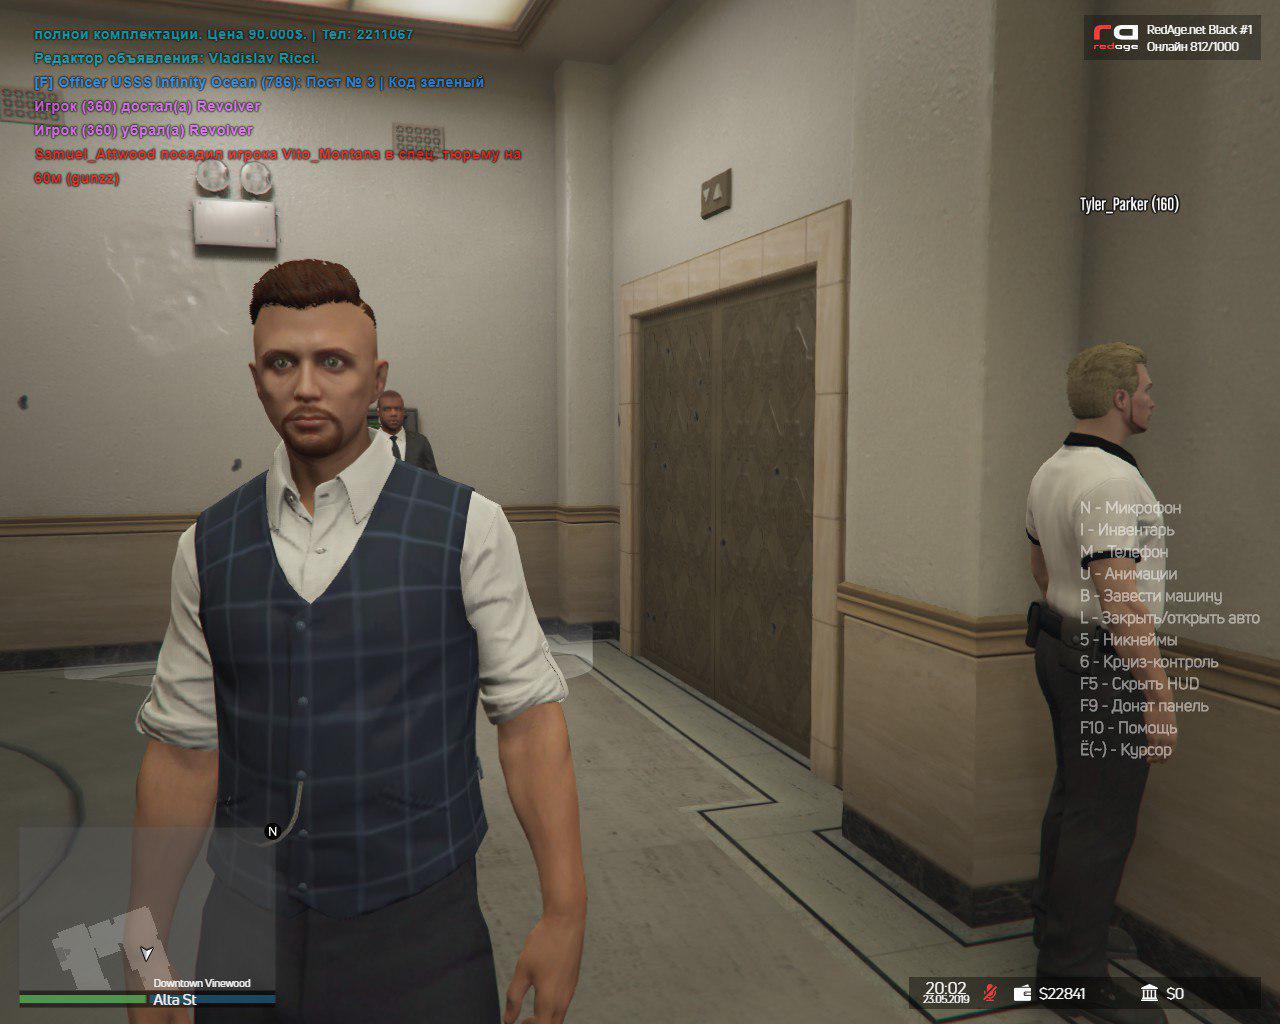 полной комплектации. Цена 90.000$. | Тел: 2211067
Редактор объявления: Vladislav Ricci.
[F] Officer USSS Infinity Ocean (786): Пост № 3 | Код зеленый
Игрок (360) достал(а) Revolver
Игрок (360) убрал(а) Revolver
Samuel_Attwood посадил игрока Vito_Montana в спец. тюрьму на
60м (gunzz)
ra
redage
RedAge.net Black #1
Онлайн 812/1000
Tyler_Parker (160)
N - Микрофон
I - Инвентарь
M - Телефон
U - Анимации
B - Завести машину
L - Закрыть/открыть авто
5 - Никнеймы
6 - Круиз-контроль
F5 - Скрыть HUD
F9 - Донат панель
F10 - Помощь
Ё(~) - Курсор
N
Downtown Vinewood
Alta St
20:02
23.05.2019
$22841
$0